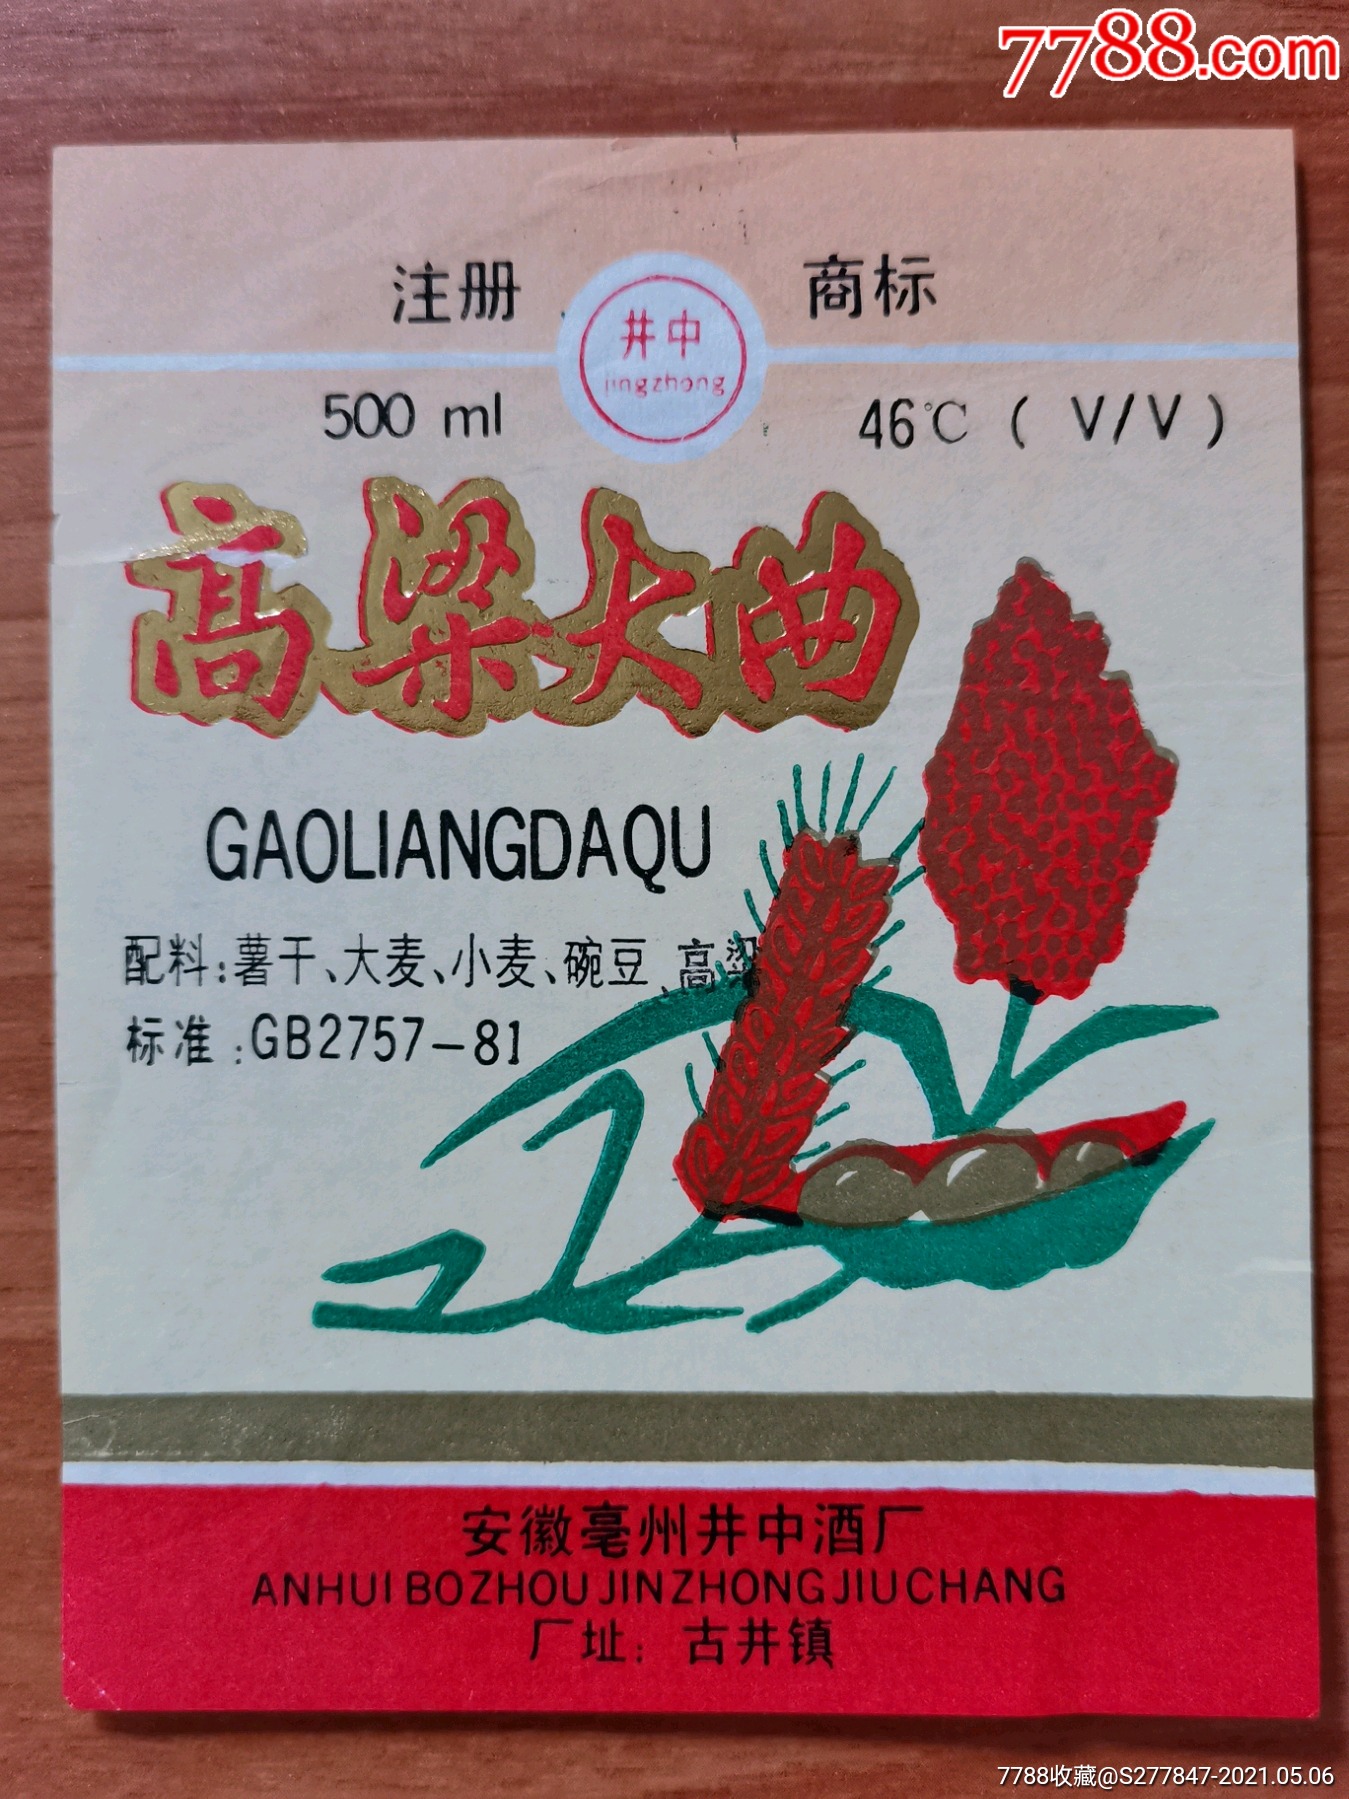 7788.com
注册 商标
井中
jingzhong
500 ml 46℃ ( V/V )
高粱大曲
GAOLIANGDAQU
配料:薯干、大麦、小麦、碗豆、高粱
标准:GB2757-81
安徽亳州井中酒厂
ANHUI BOZHOU JINZHONG JIUCHANG
厂址: 古井镇
7788收藏@S277847-2021.05.06